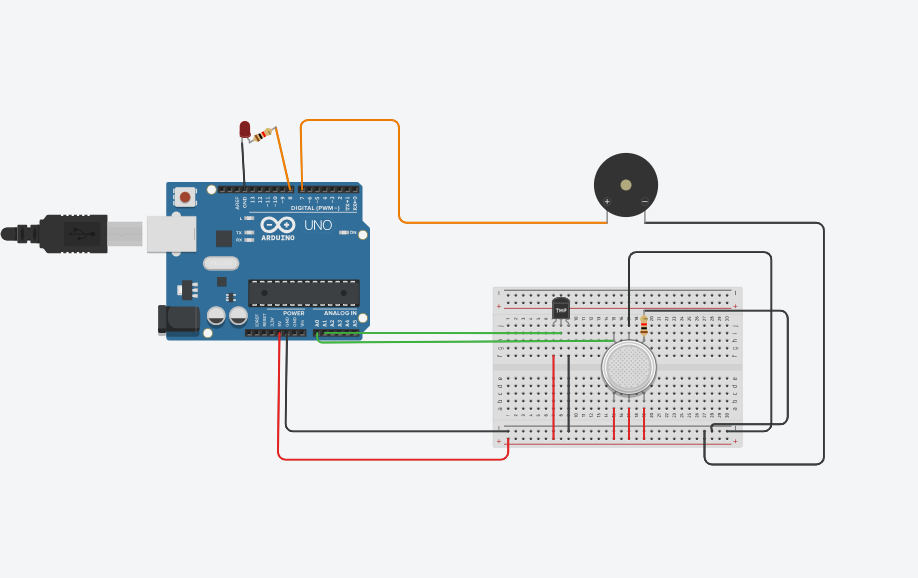 AREF
GND
13
12
~11
~10
~9
8
7
~6
~5
4
~3
2
TX→1
RX←0
DIGITAL (PWM~)
L
TX
RX
ARDUINO
UNO
ON
POWER
ANALOG IN
IOREF
RESET
3.3V
5V
GND
GND
Vin
A0
A1
A2
A3
A4
A5
TMP
+
−